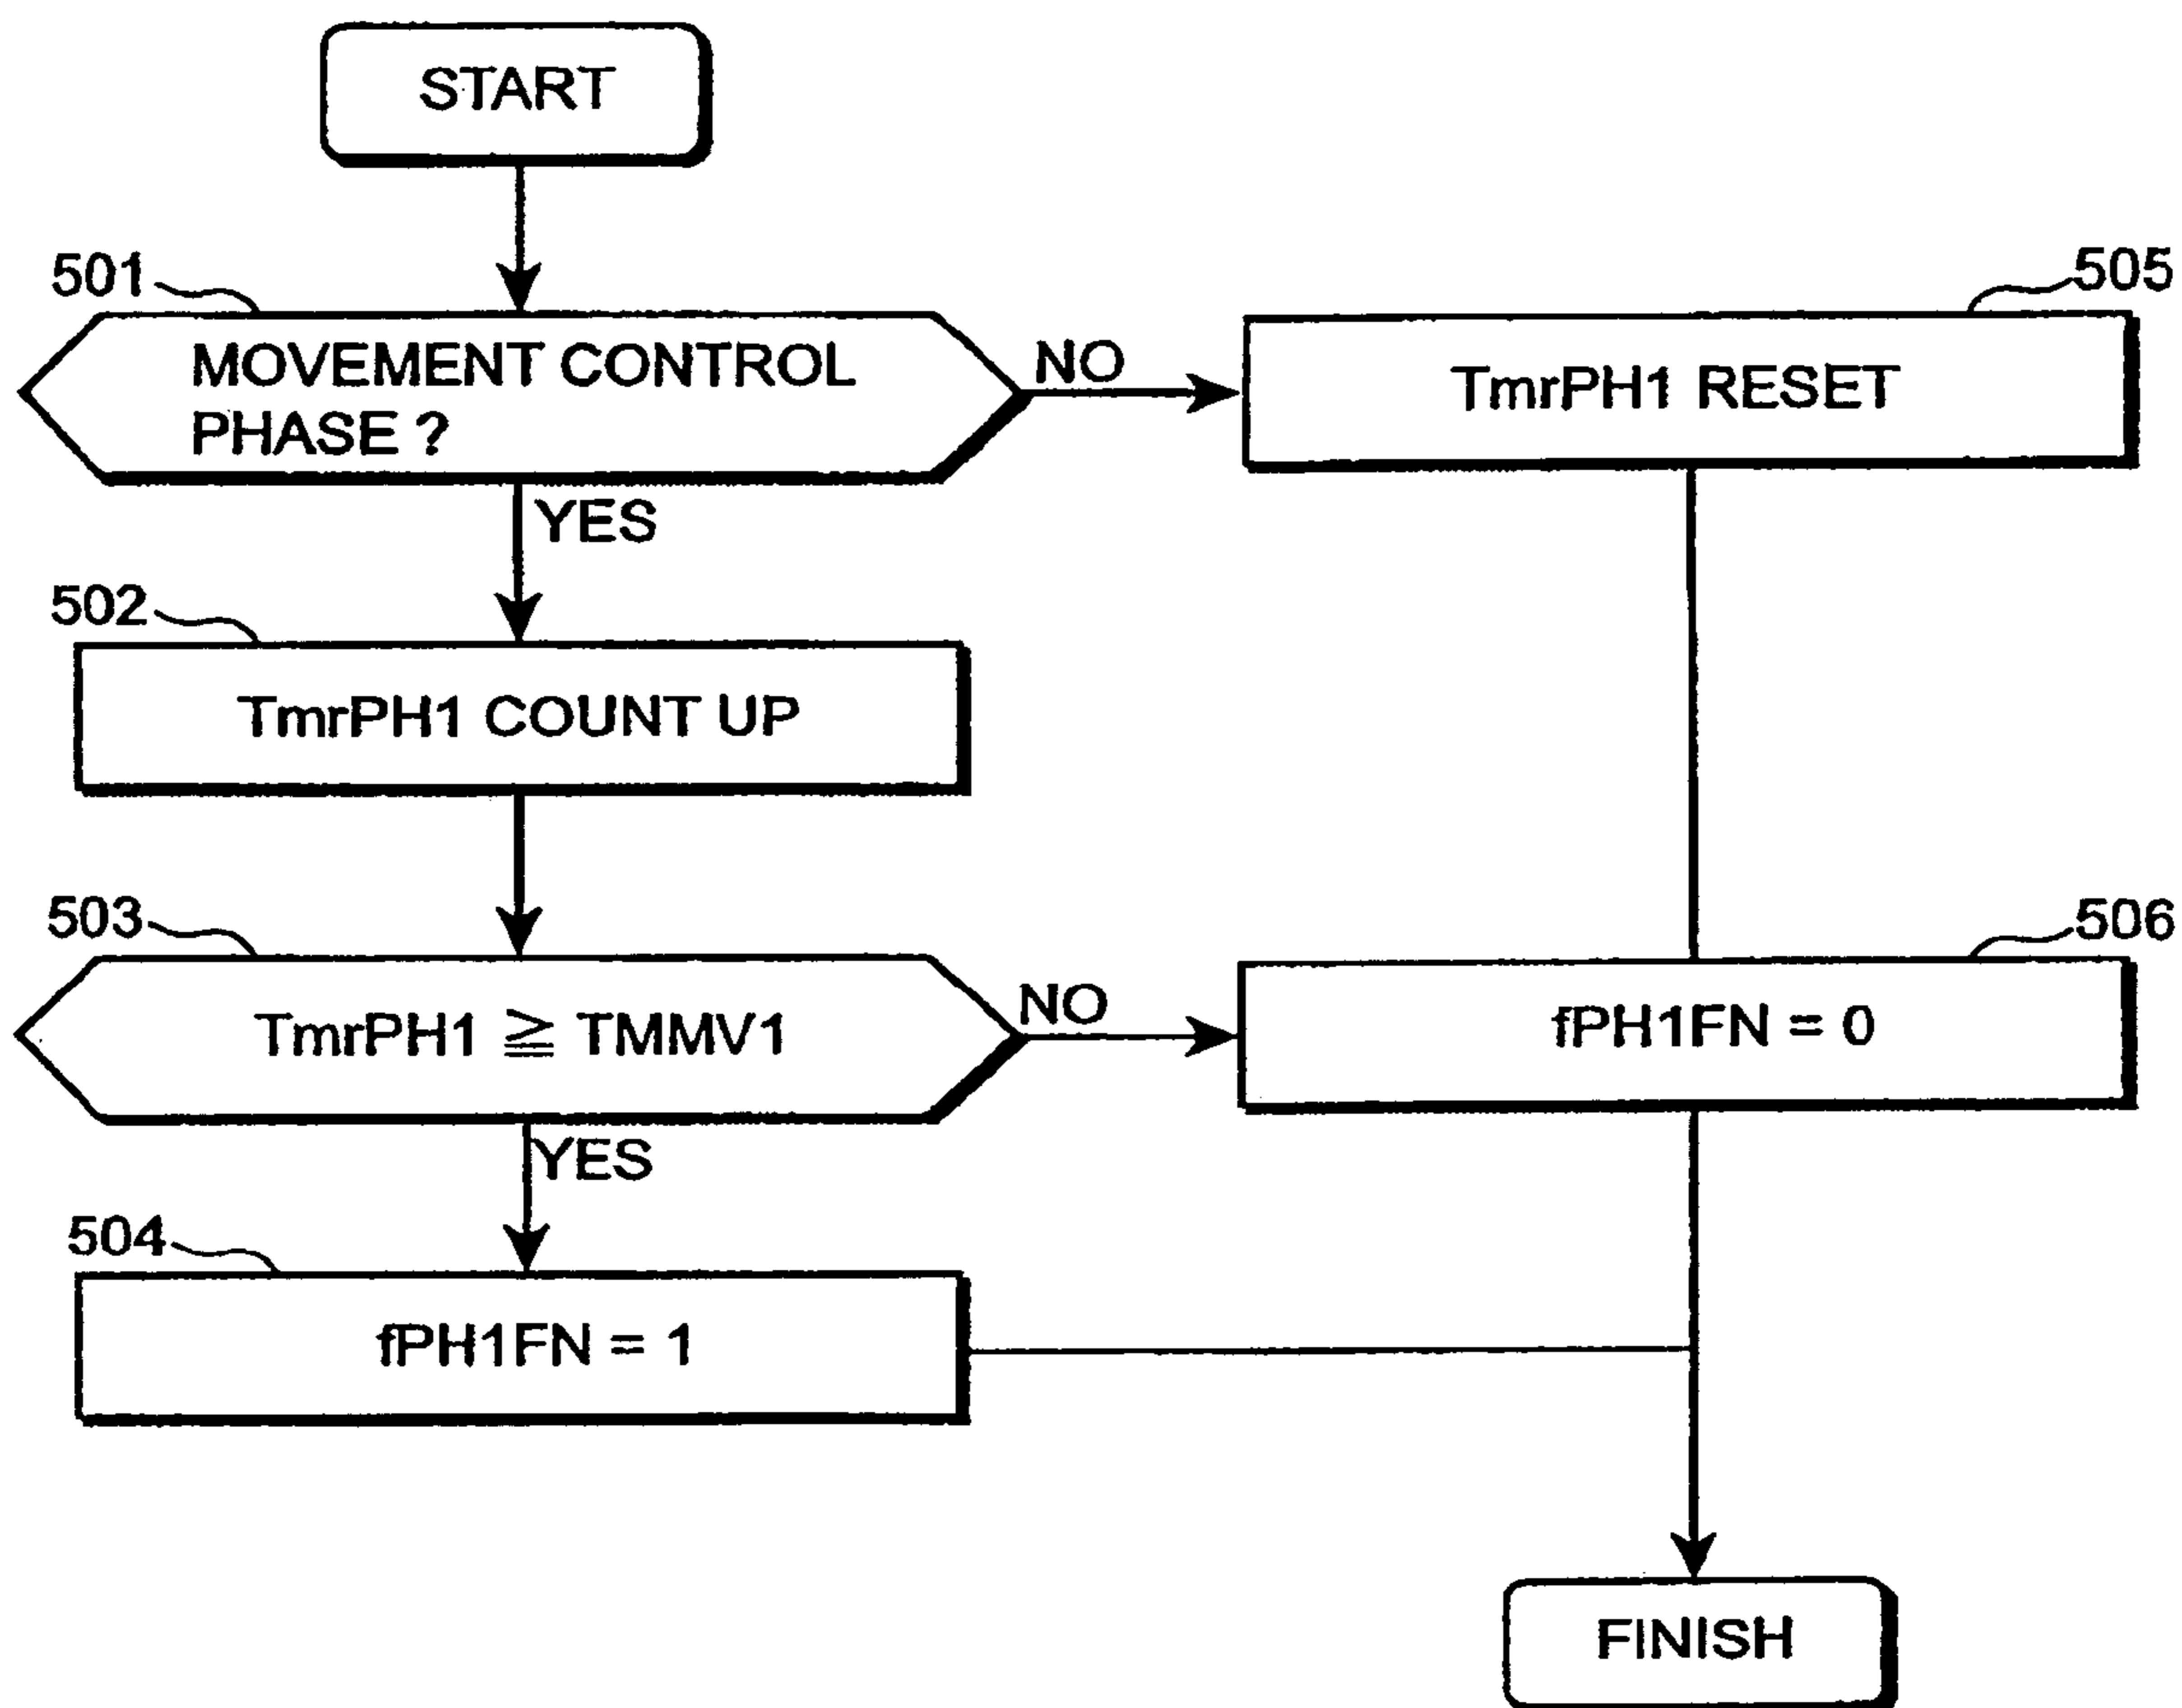 START
501
MOVEMENT CONTROL
PHASE ?
NO
505
TmrPH1 RESET
YES
502
TmrPH1 COUNT UP
503
TmrPH1 ≧ TMMV1
NO
506
fPH1FN = 0
YES
504
fPH1FN = 1
FINISH